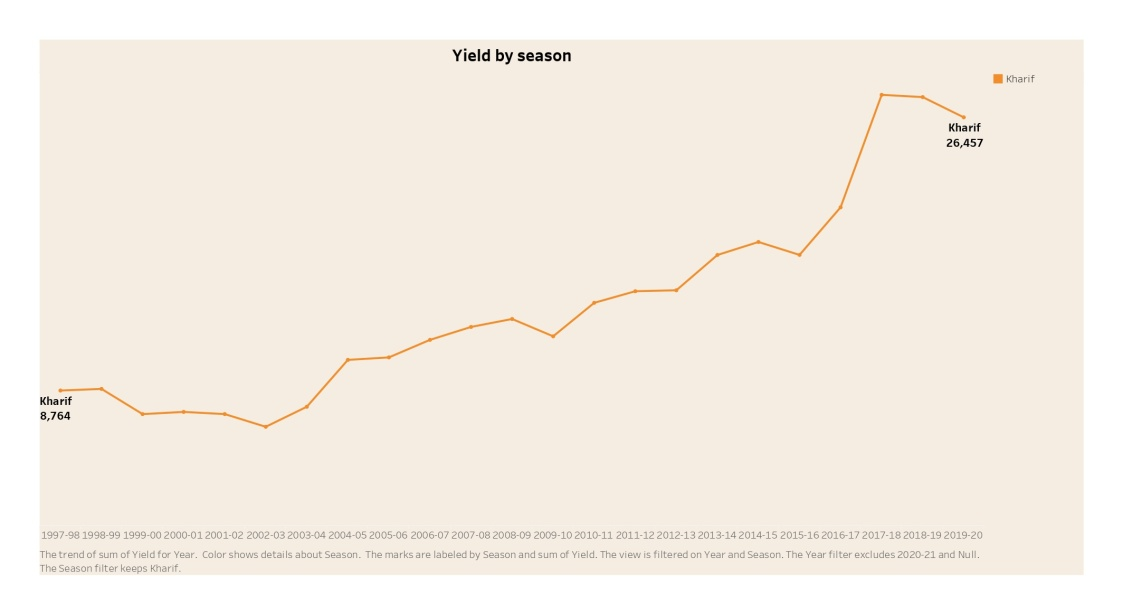 Yield by season
Kharif
Kharif
26,457
Kharif
8,764
1997-98 1998-99 1999-00 2000-01 2001-02 2002-03 2003-04 2004-05 2005-06 2006-07 2007-08 2008-09 2009-10 2010-11 2011-12 2012-13 2013-14 2014-15 2015-16 2016-17 2017-18 2018-19 2019-20
The trend of sum of Yield for Year. Color shows details about Season. The marks are labeled by Season and sum of Yield. The view is filtered on Year and Season. The Year filter excludes 2020-21 and Null.
The Season filter keeps Kharif.